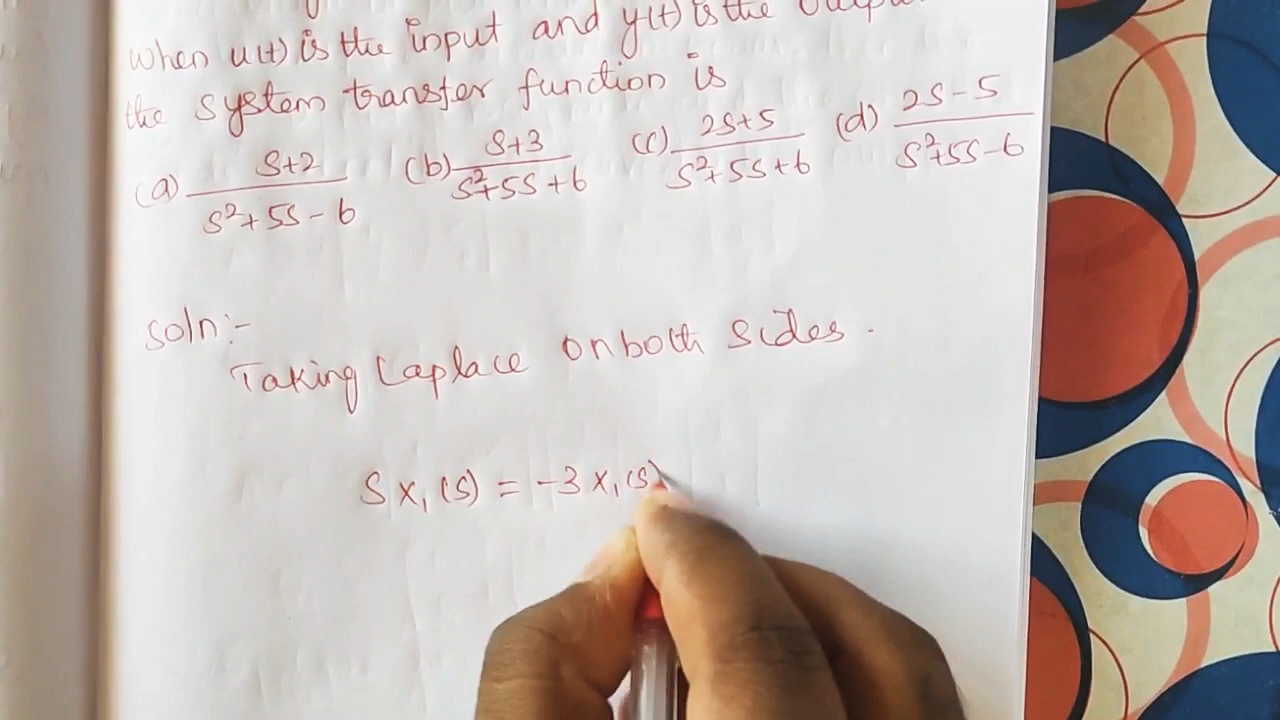 when u(t) is the input and y(t) is the
the system transfer function is
(a) S+2 / S²+5S-6 (b) S+3 / S²+5S+6 (c) 2S+5 / S²+5S+6 (d) 2S-5 / S²+5S-6
Soln:-
Taking Laplace on both sides.
S X₁(S) = -3 X₁(S)